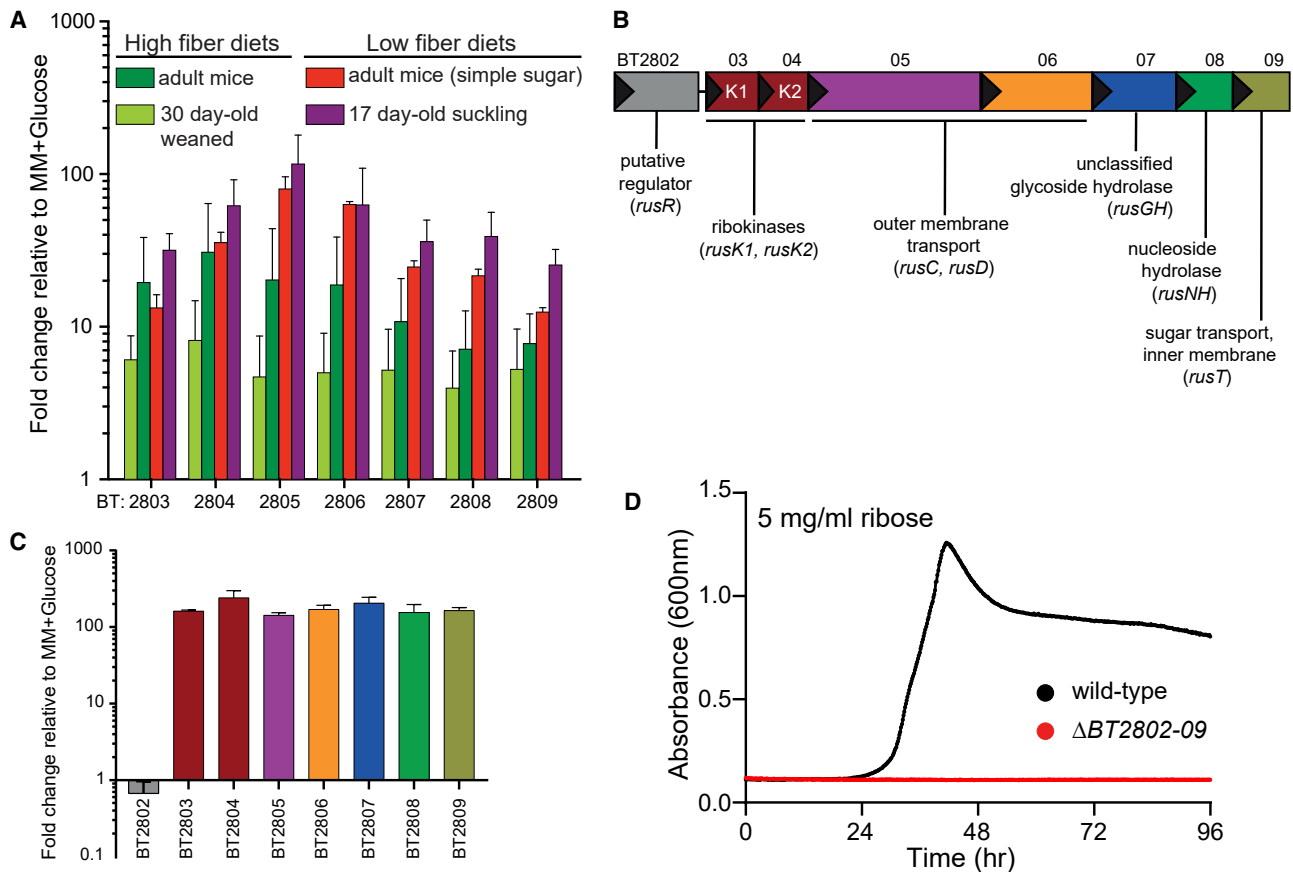 A
Fold change relative to MM+Glucose
1000
100
10
1
High fiber diets
Low fiber diets
adult mice
adult mice (simple sugar)
30 day-old
weaned
17 day-old suckling
BT: 2803 2804 2805 2806 2807 2808 2809
B
BT2802 03 04 05 06 07 08 09
K1 K2
putative
regulator
(rusR)
ribokinases
(rusK1, rusK2)
outer membrane
transport
(rusC, rusD)
unclassified
glycoside hydrolase
(rusGH)
nucleoside
hydrolase
(rusNH)
sugar transport,
inner membrane
(rusT)
C
Fold change relative to MM+Glucose
1000
100
10
1
0.1
BT2802
BT2803
BT2804
BT2805
BT2806
BT2807
BT2808
BT2809
D
5 mg/ml ribose
Absorbance (600nm)
1.5
1.0
0.5
0.0
wild-type
ΔBT2802-09
0 24 48 72 96
Time (hr)